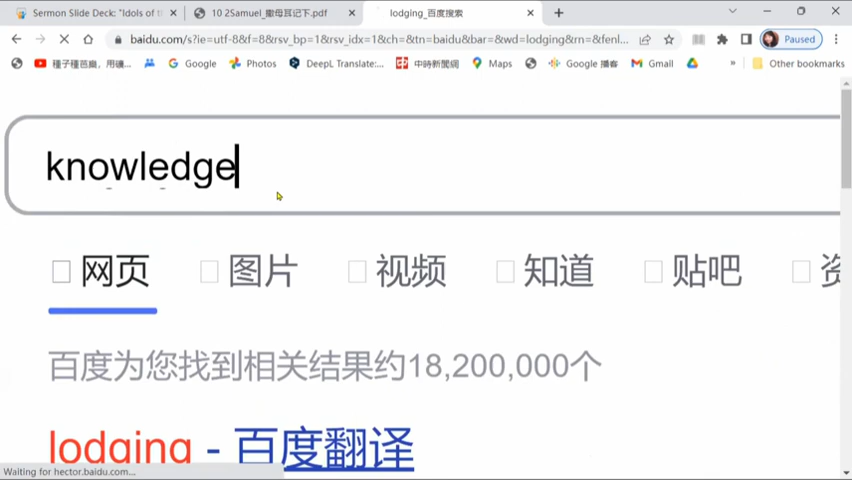 Sermon Slide Deck: "Idols of t
10 2Samuel_撒母耳记下.pdf
lodging_百度搜索
baidu.com/s?ie=utf-8&f=8&rsv_bp=1&rsv_idx=1&ch=&tn=baidu&bar=&wd=lodging&rn=&fenl...
Paused
種子種芭幽，用礦...
Google
Photos
DeepL Translate:...
中時新聞網
Maps
Google 播客
Gmail
»
Other bookmarks
knowledge
网页 图片 视频 知道 贴吧 资
百度为您找到相关结果约18,200,000个
lodging - 百度翻译
Waiting for hector.baidu.com...